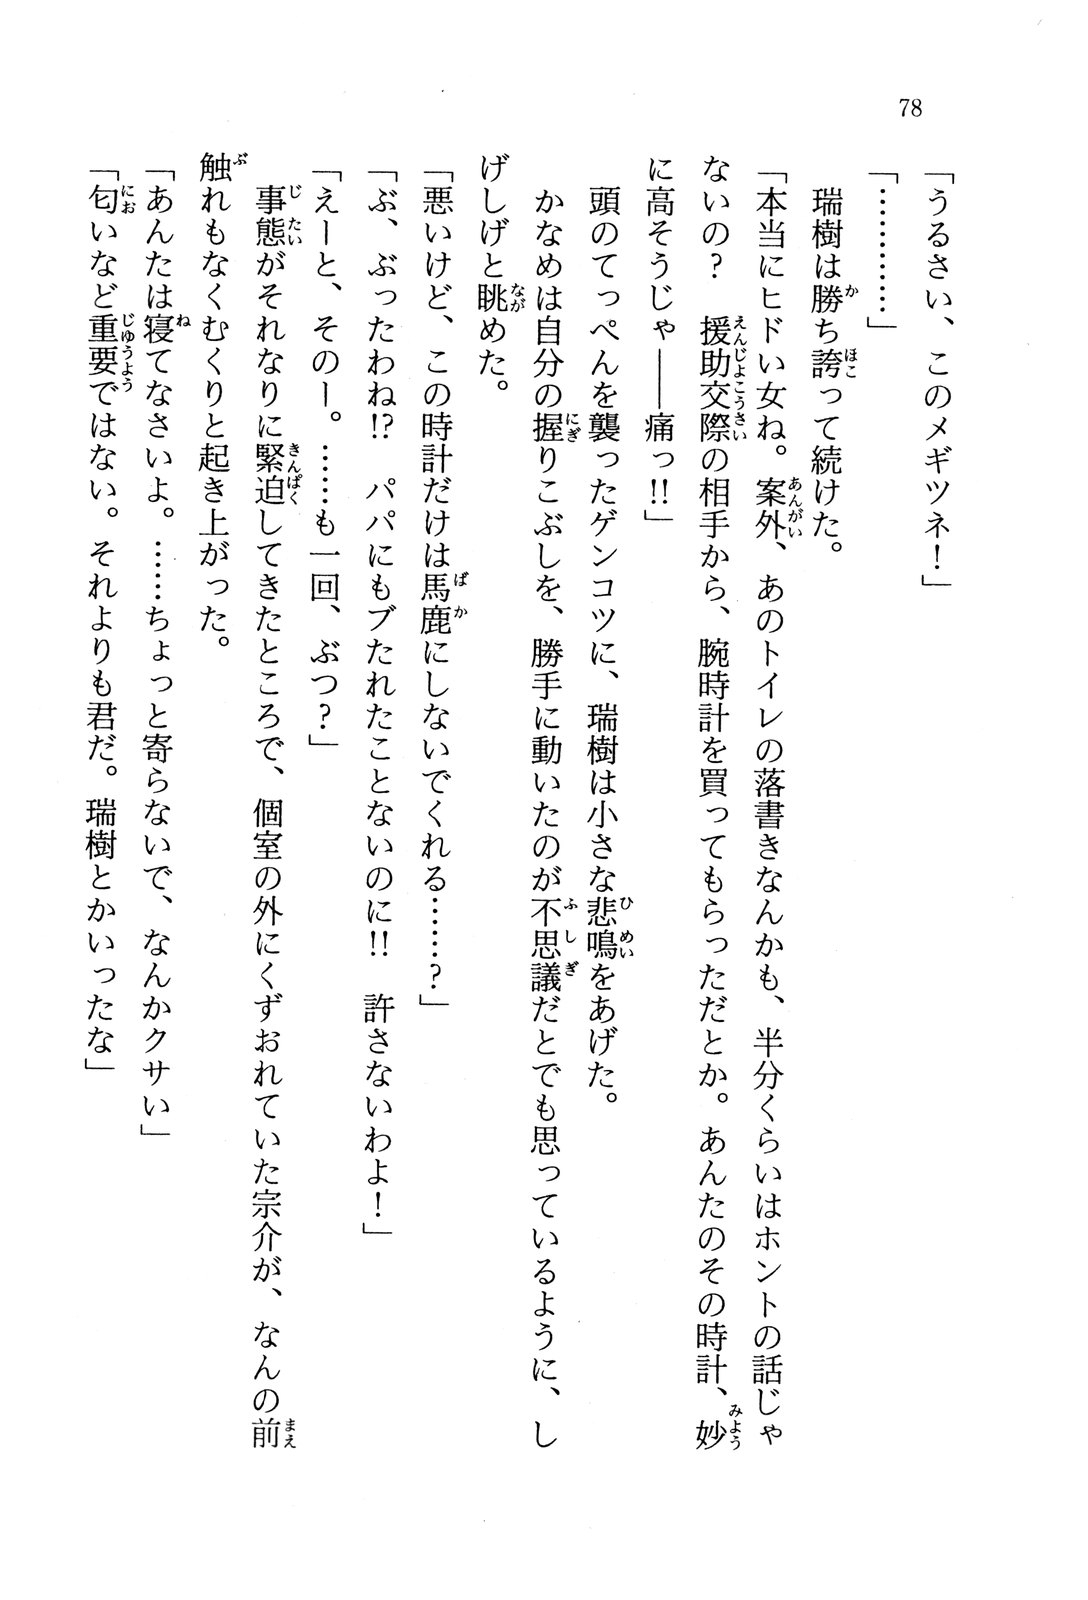 78
「うるさい、このメギツネ！」
「…………」
瑞樹は勝ち誇って続けた。
「本当にヒドい女ね。案外、あのトイレの落書きなんかも、半分くらいはホントの話じゃ
ないの？　援助交際の相手から、腕時計を買ってもらっただとか。あんたのその時計、妙
に高そうじゃ――痛っ!!」
頭のてっぺんを襲ったゲンコツに、瑞樹は小さな悲鳴をあげた。
かなめは自分の握りこぶしを、勝手に動いたのが不思議だとでも思っているように、し
げしげと眺めた。
「悪いけど、この時計だけは馬鹿にしないでくれる……？」
「ぶ、ぶったわね!?　パパにもブたれたことないのに!!　許さないわよ！」
「えーと、そのー。……も一回、ぶつ？」
事態がそれなりに緊迫してきたところで、個室の外にくずおれていた宗介が、なんの前
触れもなくむくりと起き上がった。
「あんたは寝てなさいよ。……ちょっと寄らないで、なんかクサい」
「匂いなど重要ではない。それよりも君だ。瑞樹とかいったな」